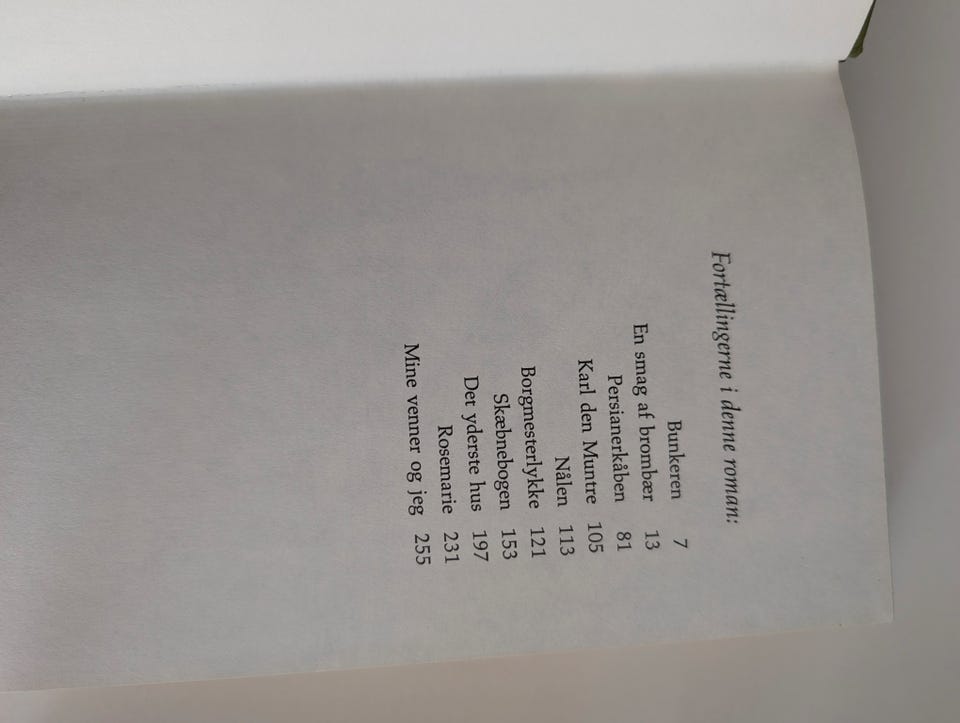 Fortællingerne i denne roman:
Bunkeren 7
En smag af brombær 13
Persianerkåben 81
Karl den Muntre 105
Nålen 113
Borgmesterlykke 121
Skæbnebogen 153
Det yderste hus 197
Rosemarie 231
Mine venner og jeg 255